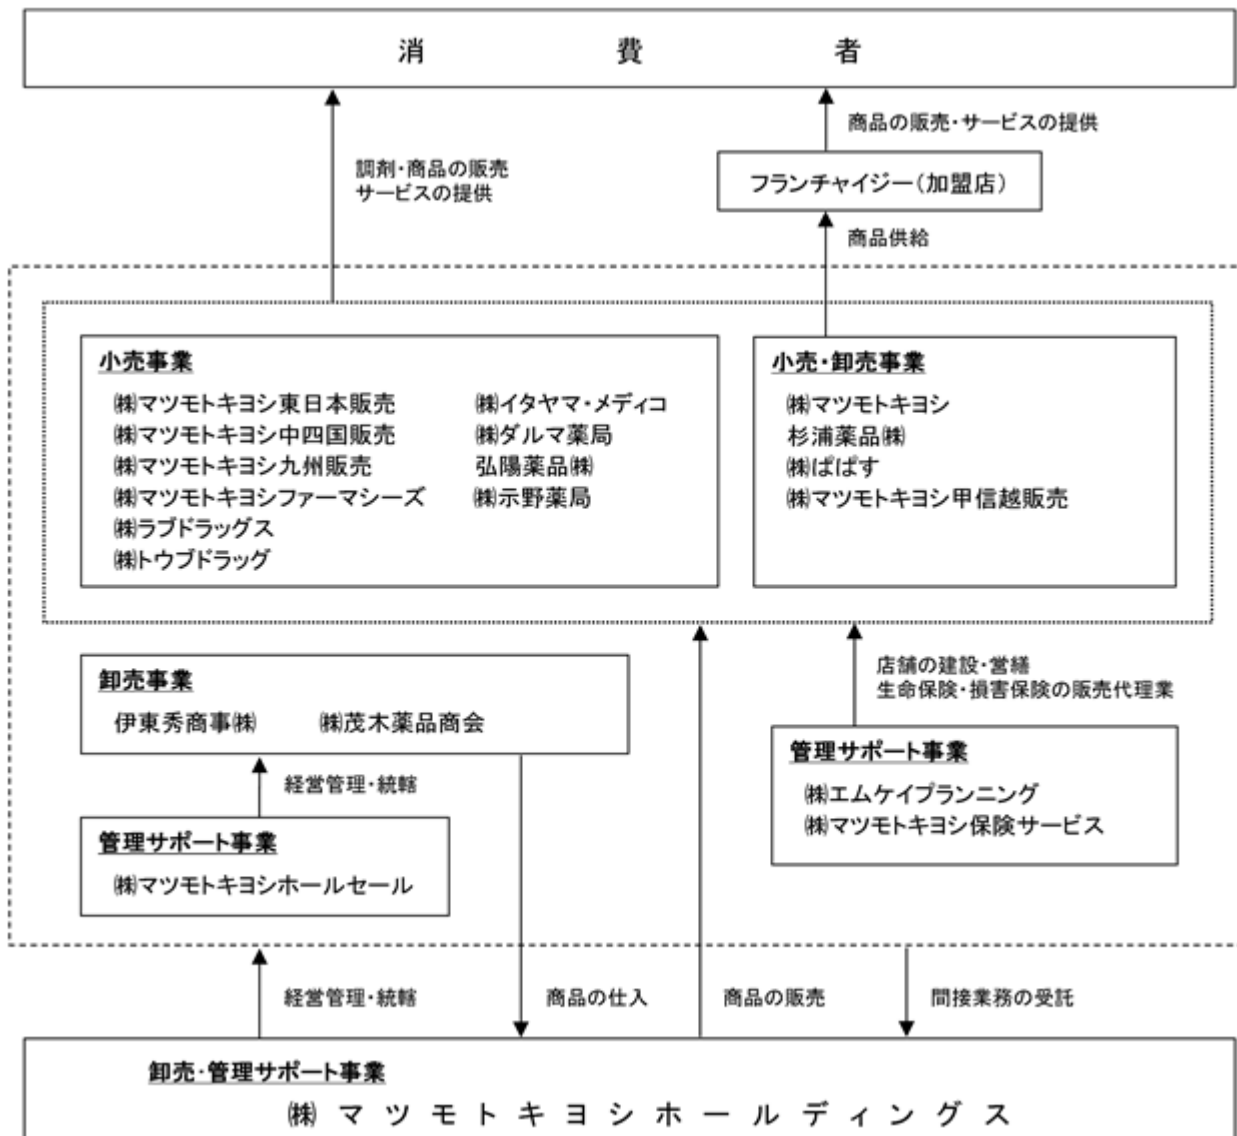 消費者
商品の販売・サービスの提供
調剤・商品の販売
サービスの提供
フランチャイジー（加盟店）
商品供給
小売事業
㈱マツモトキヨシ東日本販売
㈱マツモトキヨシ中四国販売
㈱マツモトキヨシ九州販売
㈱マツモトキヨシファーマシーズ
㈱ラブドラッグス
㈱トウブドラッグ
㈱イタヤマ・メディコ
㈱ダルマ薬局
弘陽薬品㈱
㈱示野薬局
小売・卸売事業
㈱マツモトキヨシ
杉浦薬品㈱
㈱ぱぱす
㈱マツモトキヨシ甲信越販売
卸売事業
伊東秀商事㈱　㈱茂木薬品商会
経営管理・統轄
管理サポート事業
㈱マツモトキヨシホールセール
店舗の建設・営繕
生命保険・損害保険の販売代理業
管理サポート事業
㈱エムケイプランニング
㈱マツモトキヨシ保険サービス
経営管理・統轄
商品の仕入
商品の販売
間接業務の受託
卸売・管理サポート事業
㈱マツモトキヨシホールディングス